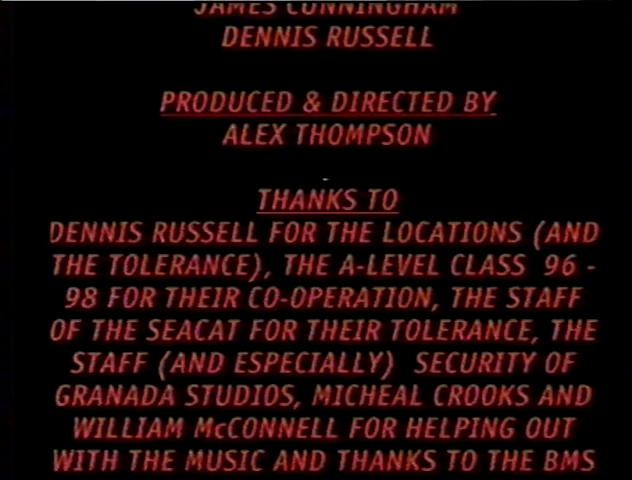 JAMES CUNNINGHAM
DENNIS RUSSELL
PRODUCED & DIRECTED BY
ALEX THOMPSON
THANKS TO
DENNIS RUSSELL FOR THE LOCATIONS (AND
THE TOLERANCE), THE A-LEVEL CLASS 96 -
98 FOR THEIR CO-OPERATION, THE STAFF
OF THE SEACAT FOR THEIR TOLERANCE, THE
STAFF (AND ESPECIALLY) SECURITY OF
GRANADA STUDIOS, MICHEAL CROOKS AND
WILLIAM McCONNELL FOR HELPING OUT
WITH THE MUSIC AND THANKS TO THE BMS